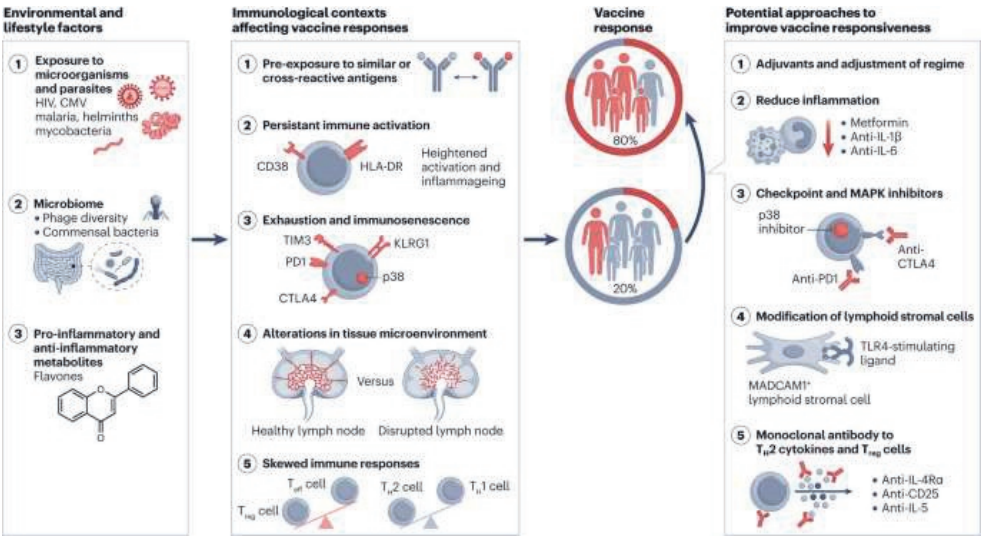 Environmental and
lifestyle factors
1 Exposure to
microorganisms
and parasites
HIV, CMV
malaria, helminths
mycobacteria
2 Microbiome
• Phage diversity
• Commensal bacteria
3 Pro-inflammatory and
anti-inflammatory
metabolites
Flavones
O
O
Immunological contexts
affecting vaccine responses
1 Pre-exposure to similar or
cross-reactive antigens
2 Persistant immune activation
CD38
HLA-DR
Heightened
activation and
inflammageing
3 Exhaustion and immunosenescence
TIM3
KLRG1
PD1
p38
CTLA4
4 Alterations in tissue microenvironment
Versus
Healthy lymph node
Disrupted lymph node
5 Skewed immune responses
Teff cell
Treg cell
TH2 cell
TH1 cell
Vaccine
response
80%
20%
Potential approaches to
improve vaccine responsiveness
1 Adjuvants and adjustment of regime
2 Reduce inflammation
• Metformin
• Anti-IL-1β
• Anti-IL-6
3 Checkpoint and MAPK inhibitors
p38
inhibitor
Anti-
CTLA4
Anti-PD1
4 Modification of lymphoid stromal cells
TLR4-stimulating
ligand
MADCAM1+
lymphoid stromal cell
5 Monoclonal antibody to
TH2 cytokines and Treg cells
• Anti-IL-4Rα
• Anti-CD25
• Anti-IL-5